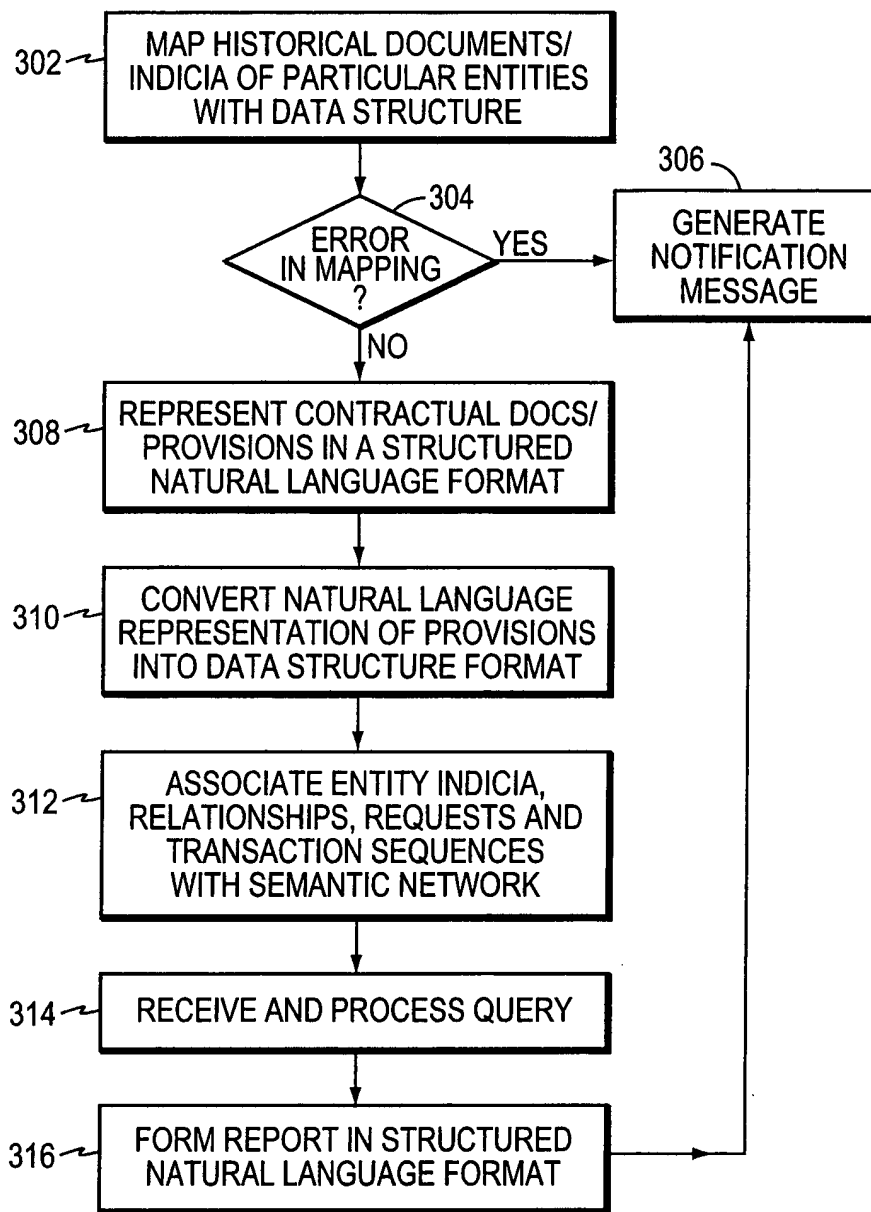 302
MAP HISTORICAL DOCUMENTS/
INDICIA OF PARTICULAR ENTITIES
WITH DATA STRUCTURE
304
ERROR
IN MAPPING
?
YES
NO
306
GENERATE
NOTIFICATION
MESSAGE
308
REPRESENT CONTRACTUAL DOCS/
PROVISIONS IN A STRUCTURED
NATURAL LANGUAGE FORMAT
310
CONVERT NATURAL LANGUAGE
REPRESENTATION OF PROVISIONS
INTO DATA STRUCTURE FORMAT
312
ASSOCIATE ENTITY INDICIA,
RELATIONSHIPS, REQUESTS AND
TRANSACTION SEQUENCES
WITH SEMANTIC NETWORK
314
RECEIVE AND PROCESS QUERY
316
FORM REPORT IN STRUCTURED
NATURAL LANGUAGE FORMAT